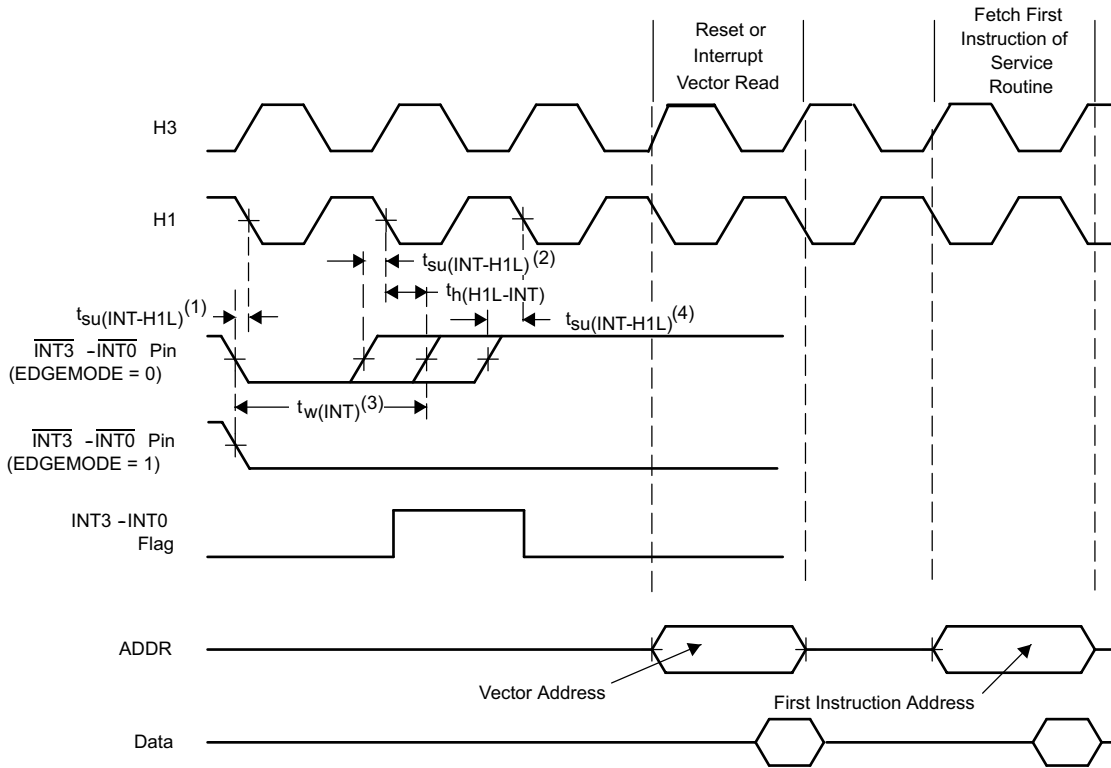 Reset or
Interrupt
Vector Read
Fetch First
Instruction of
Service
Routine
H3
H1
tsu(INT-H1L)(2)
th(H1L-INT)
tsu(INT-H1L)(1)
tsu(INT-H1L)(4)
INT3 -INT0 Pin
(EDGEMODE = 0)
tw(INT)(3)
INT3 -INT0 Pin
(EDGEMODE = 1)
INT3 -INT0
Flag
ADDR
Vector Address
First Instruction Address
Data